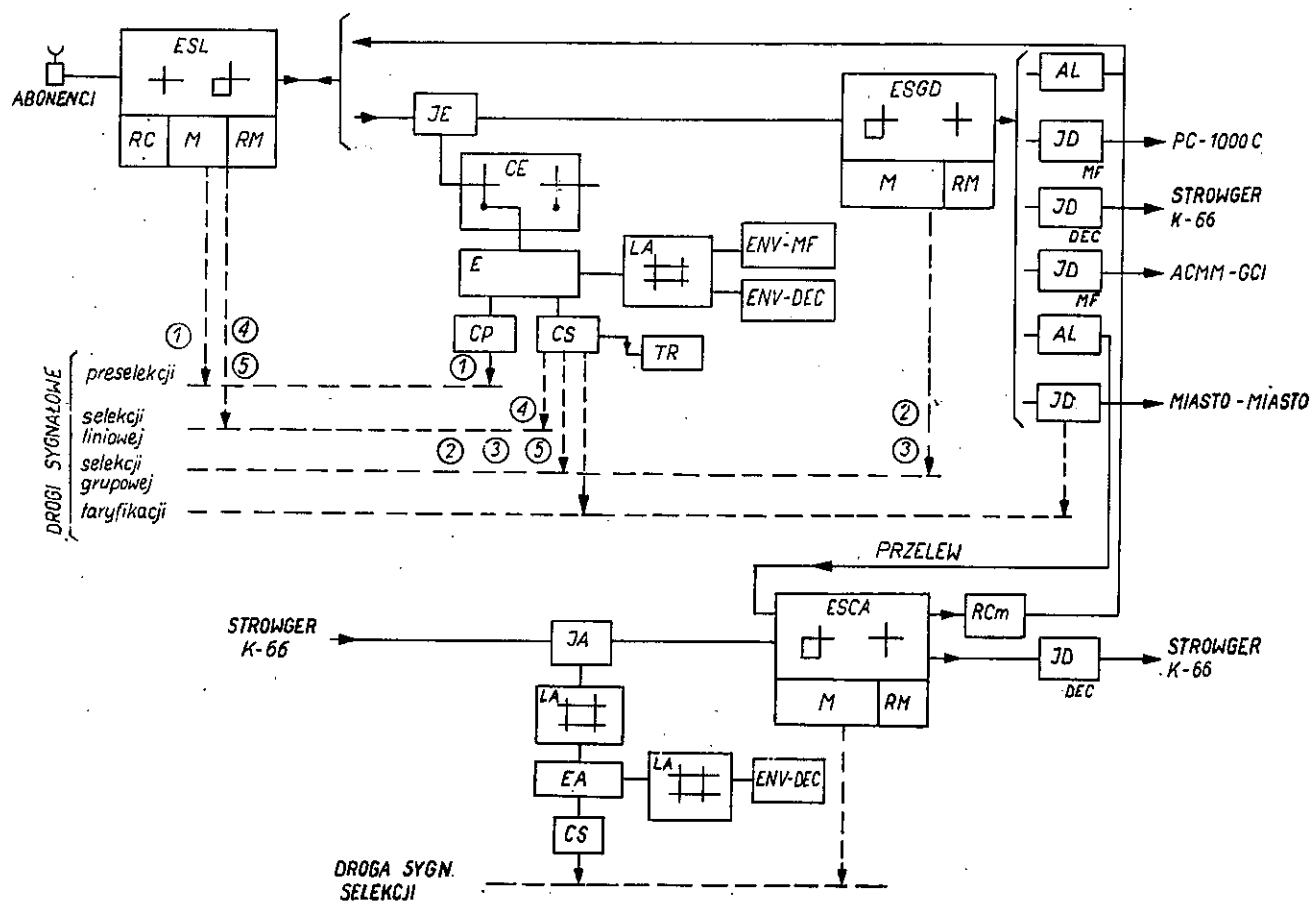 ESL
ABONENCI
RC
M
RM
JE
CE
E
LA
ENV-MF
ENV-DEC
CP
CS
TR
ESGD
M
RM
AL
JD
MF
PC-1000C
JD
DEC
STROWGER
K-66
JD
MF
ACMM-GCI
AL
JD
MIASTO-MIASTO
1
4
5
1
4
2
3
5
2
3
DROGI SYGNAŁOWE
preselekcji
selekcji
liniowej
selekcji
grupowej
taryfikacji
PRZELEW
STROWGER
K-66
JA
ESCA
M
RM
RCm
JD
DEC
STROWGER
K-66
LA
EA
LA
ENV-DEC
CS
DROGA SYGN.
SELEKCJI